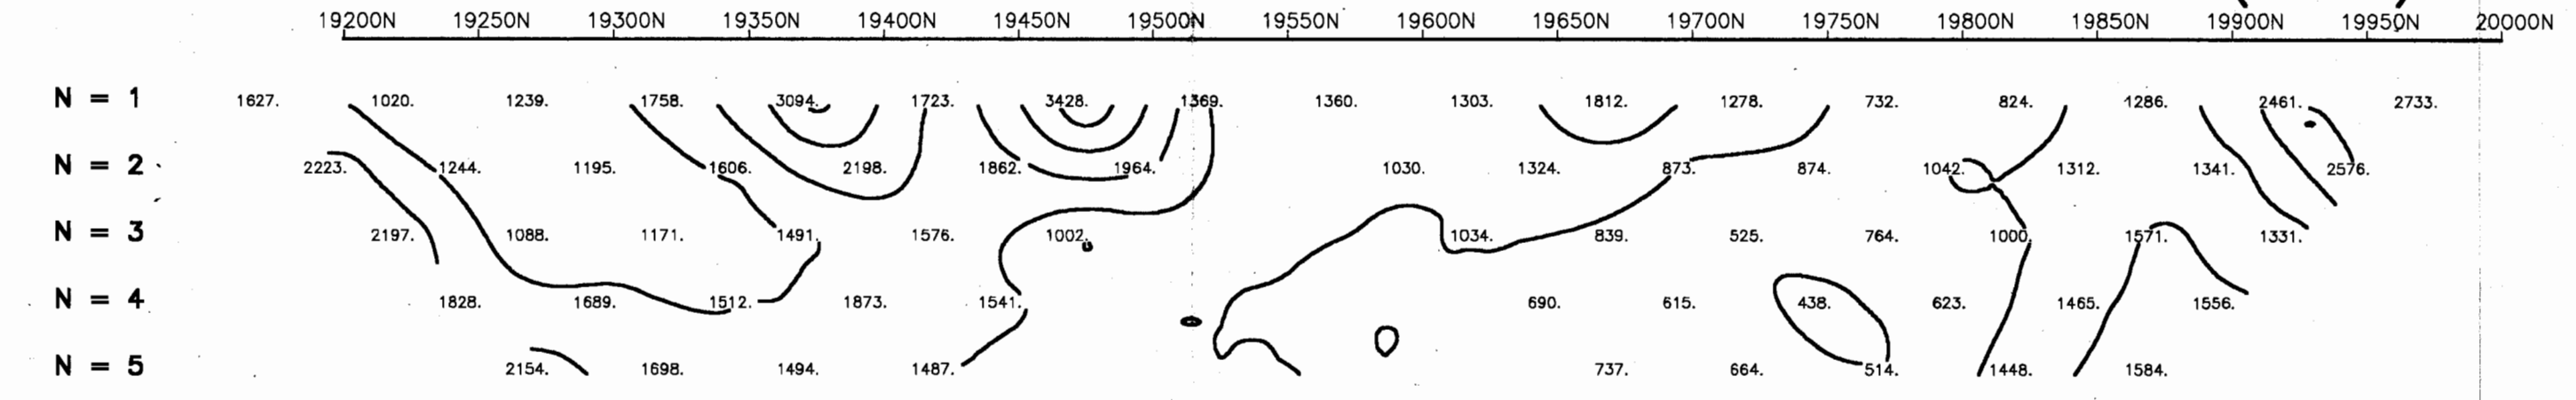 19200N 19250N 19300N 19350N 19400N 19450N 19500N 19550N 19600N 19650N 19700N 19750N 19800N 19850N 19900N 19950N 20000N
N = 1 1627. 1020. 1239. 1758. 3094. 1723. 3428. 1369. 1360. 1303. 1812. 1278. 732. 824. 1286. 2461. 2733.
N = 2 2223. 1244. 1195. 1606. 2198. 1862. 1964. 1030. 1324. 873. 874. 1042. 1312. 1341. 2576.
N = 3 2197. 1088. 1171. 1491. 1576. 1002. 1034. 839. 525. 764. 1000. 1571. 1331.
N = 4 1828. 1689. 1512. 1873. 1541. 690. 615. 438. 623. 1465. 1556.
N = 5 2154. 1698. 1494. 1487. 737. 664. 514. 1448. 1584.